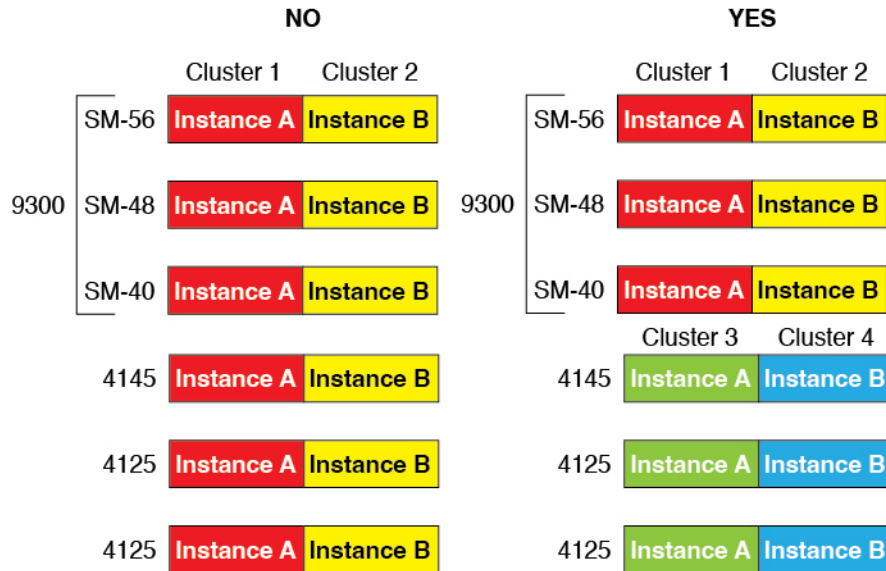 NO
Cluster 1 Cluster 2
SM-56 Instance A Instance B
9300 SM-48 Instance A Instance B
SM-40 Instance A Instance B
4145 Instance A Instance B
4125 Instance A Instance B
4125 Instance A Instance B
YES
Cluster 1 Cluster 2
SM-56 Instance A Instance B
9300 SM-48 Instance A Instance B
SM-40 Instance A Instance B
Cluster 3 Cluster 4
4145 Instance A Instance B
4125 Instance A Instance B
4125 Instance A Instance B